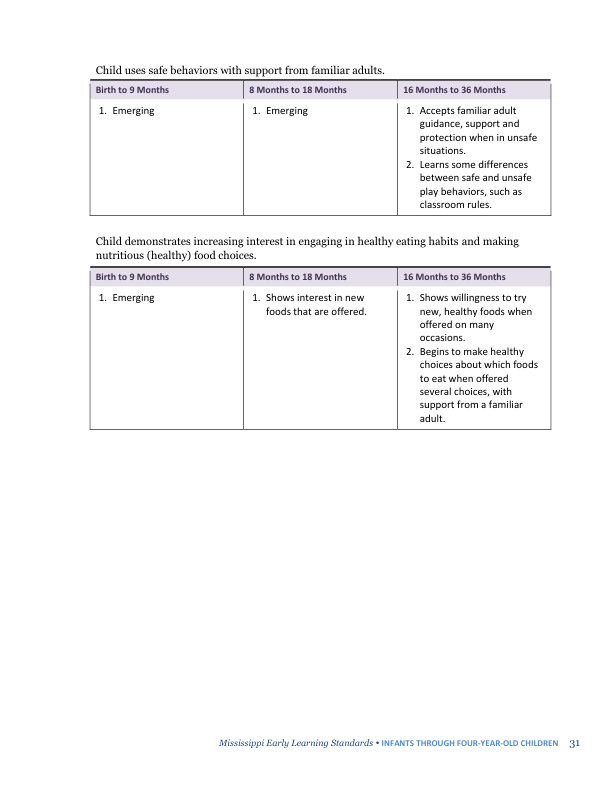 Child uses safe behaviors with support from familiar adults.
Birth to 9 Months
8 Months to 18 Months
16 Months to 36 Months
1. Emerging
1. Emerging
1. Accepts familiar adult
guidance, support and
protection when in unsafe
situations.
2. Learns some differences
between safe and unsafe
play behaviors, such as
classroom rules.
Child demonstrates increasing interest in engaging in healthy eating habits and making
nutritious (healthy) food choices.
Birth to 9 Months
8 Months to 18 Months
16 Months to 36 Months
1. Emerging
1. Shows interest in new
foods that are offered.
1. Shows willingness to try
new, healthy foods when
offered on many
occasions.
2. Begins to make healthy
choices about which foods
to eat when offered
several choices, with
support from a familiar
adult.
Mississippi Early Learning Standards • INFANTS THROUGH FOUR-YEAR-OLD CHILDREN 31